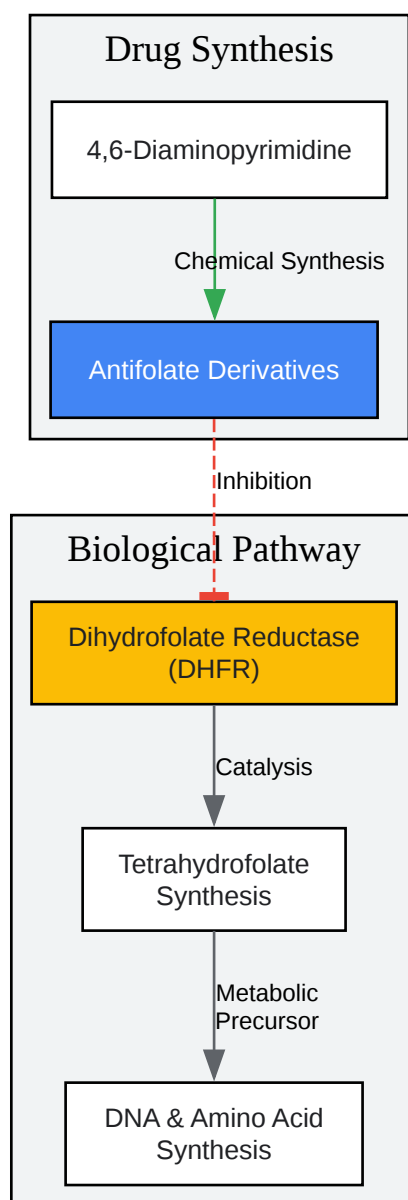 Drug Synthesis
4,6-Diaminopyrimidine
Chemical Synthesis
Antifolate Derivatives
Inhibition
Biological Pathway
Dihydrofolate Reductase
(DHFR)
Catalysis
Tetrahydrofolate
Synthesis
Metabolic
Precursor
DNA & Amino Acid
Synthesis